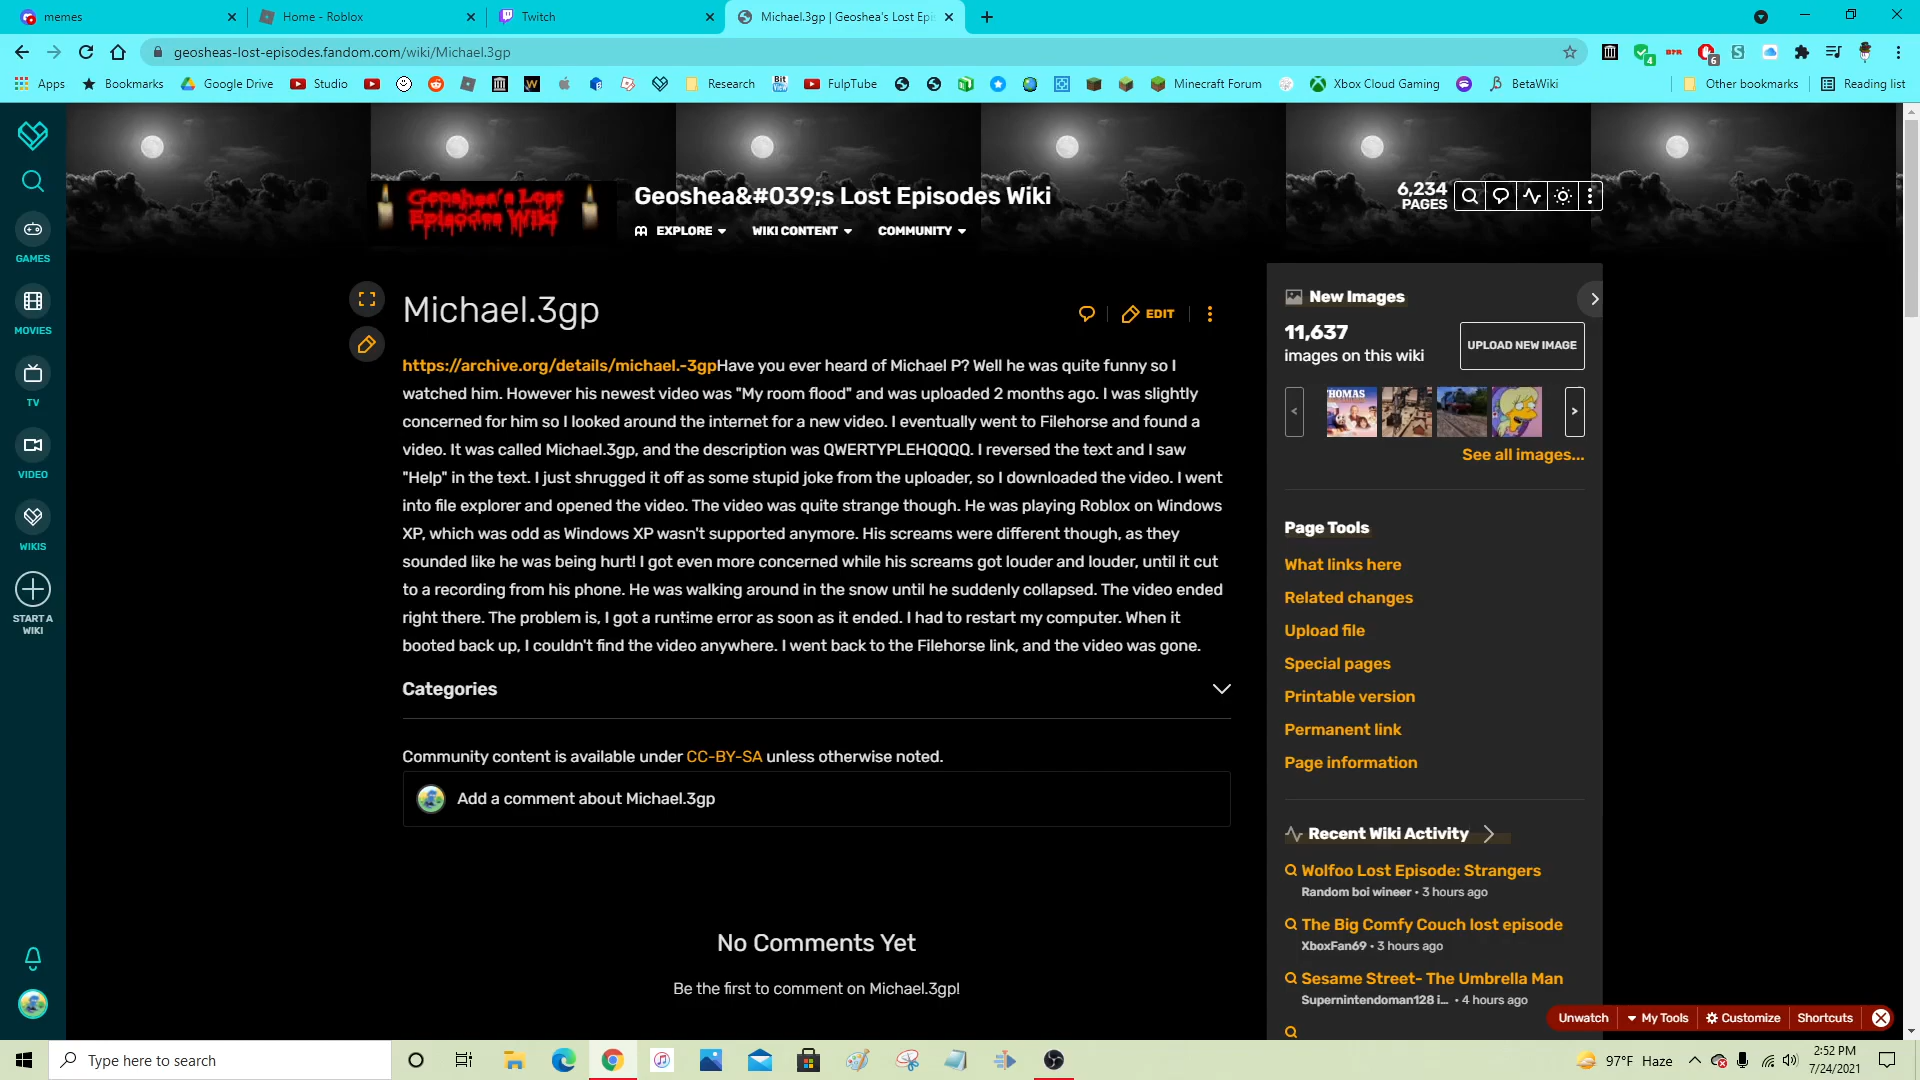 memes
Home - Roblox
Twitch
Michael.3gp | Geoshea's Lost Epis
geosheas-lost-episodes.fandom.com/wiki/Michael.3gp
4
6
Apps
Bookmarks
Google Drive
Studio
Research
Bit View
FulpTube
Minecraft Forum
Xbox Cloud Gaming
BetaWiki
Other bookmarks
Reading list
Geoshea's Lost
Episodes Wiki
Geoshea&#039;s Lost Episodes Wiki
6,234
PAGES
EXPLORE
WIKI CONTENT
COMMUNITY
GAMES
MOVIES
TV
VIDEO
WIKIS
START A
WIKI
Michael.3gp
EDIT
https://archive.org/details/michael.-3gpHave you ever heard of Michael P? Well he was quite funny so I
watched him. However his newest video was "My room flood" and was uploaded 2 months ago. I was slightly
concerned for him so I looked around the internet for a new video. I eventually went to Filehorse and found a
video. It was called Michael.3gp, and the description was QWERTYPLEHQQQQ. I reversed the text and I saw
"Help" in the text. I just shrugged it off as some stupid joke from the uploader, so I downloaded the video. I went
into file explorer and opened the video. The video was quite strange though. He was playing Roblox on Windows
XP, which was odd as Windows XP wasn't supported anymore. His screams were different though, as they
sounded like he was being hurt! I got even more concerned while his screams got louder and louder, until it cut
to a recording from his phone. He was walking around in the snow until he suddenly collapsed. The video ended
right there. The problem is, I got a runtime error as soon as it ended. I had to restart my computer. When it
booted back up, I couldn't find the video anywhere. I went back to the Filehorse link, and the video was gone.
Categories
Community content is available under CC-BY-SA unless otherwise noted.
Add a comment about Michael.3gp
No Comments Yet
Be the first to comment on Michael.3gp!
New Images
11,637
images on this wiki
UPLOAD NEW IMAGE
THOMAS
See all images...
Page Tools
What links here
Related changes
Upload file
Special pages
Printable version
Permanent link
Page information
Recent Wiki Activity
Wolfoo Lost Episode: Strangers
Random boi wineer • 3 hours ago
The Big Comfy Couch lost episode
XboxFan69 • 3 hours ago
Sesame Street- The Umbrella Man
Supernintendoman128 i... • 4 hours ago
Unwatch
My Tools
Customize
Shortcuts
Type here to search
97°F Haze
2:52 PM
7/24/2021